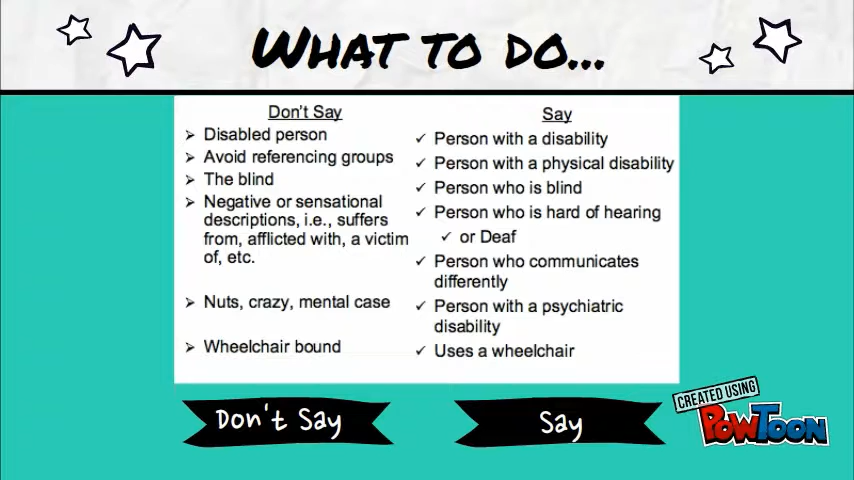 WHAT TO DO...
Don't Say
Disabled person
Avoid referencing groups
The blind
Negative or sensational
descriptions, i.e., suffers
from, afflicted with, a victim
of, etc.
Nuts, crazy, mental case
Wheelchair bound
Say
Person with a disability
Person with a physical disability
Person who is blind
Person who is hard of hearing
or Deaf
Person who communicates
differently
Person with a psychiatric
disability
Uses a wheelchair
Don't Say
Say
CREATED USING
POWTOON